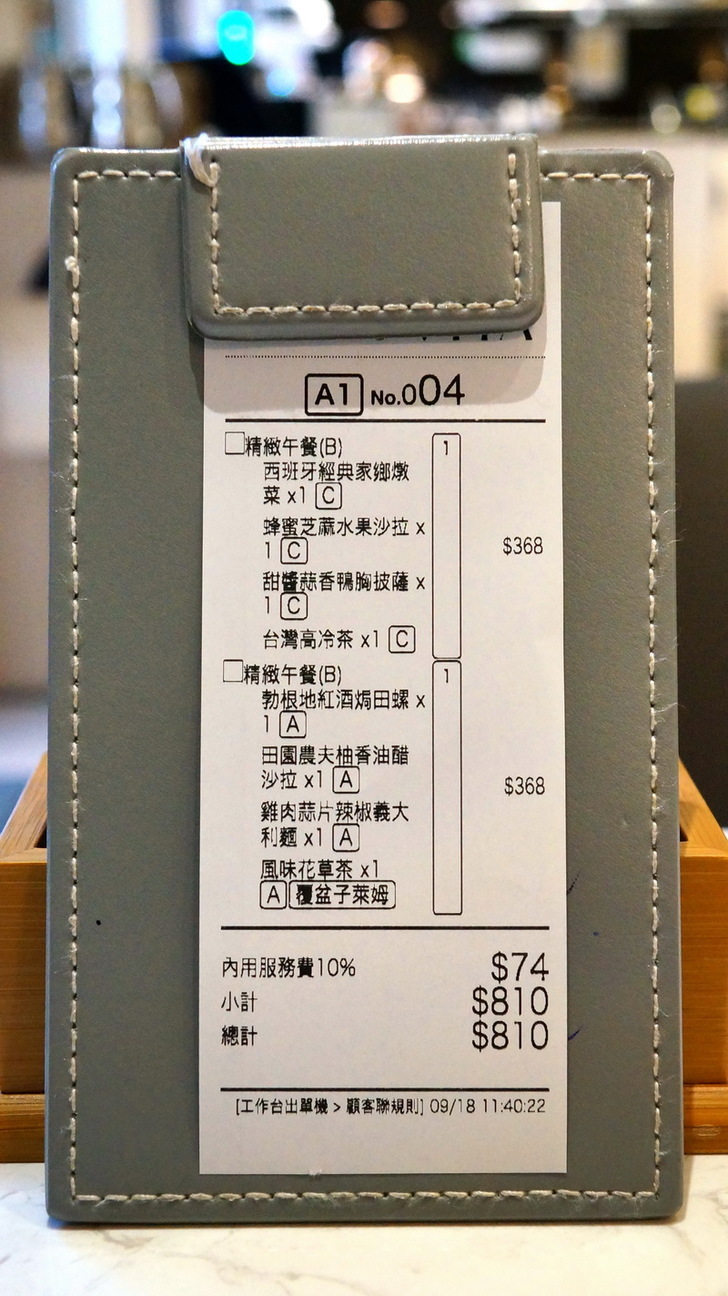 A1 No.004
精緻午餐(B) 1
西班牙經典家鄉燉
菜 x1 C
蜂蜜芝蔴水果沙拉 x
1 C
$368
甜醬蒜香鴨胸披薩 x
1 C
台灣高冷茶 x1 C
精緻午餐(B) 1
勃根地紅酒焗田螺 x
1 A
田園農夫柚香油醋
沙拉 x1 A
$368
雞肉蒜片辣椒義大
利麵 x1 A
風味花草茶 x1
A 覆盆子萊姆
內用服務費10% $74
小計 $810
總計 $810
[工作台出單機 > 顧客聯規則] 09/18 11:40:22